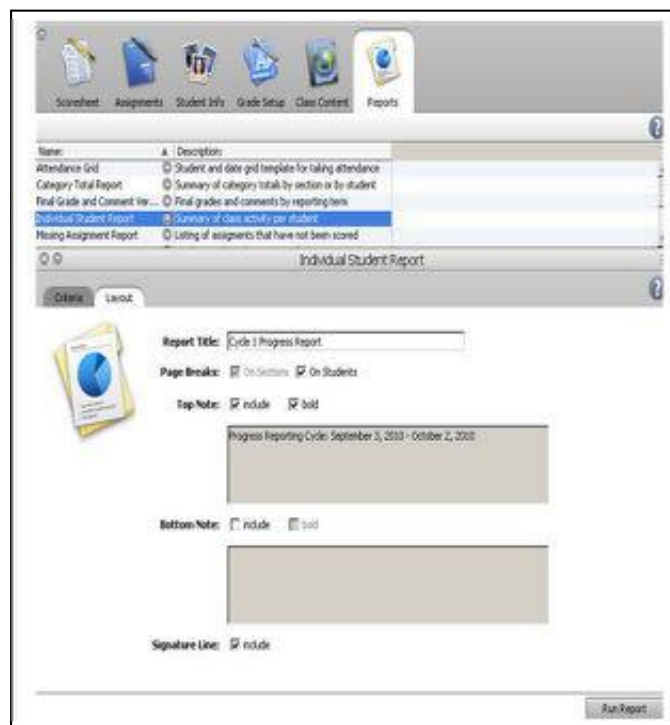 Scoresheet Assignments Student Info Grade Setup Class Content Reports
Name: Description:
Attendance Grid Student and date grid template for taking attendance
Category Total Report Summary of category totals by section or by student
Final Grade and Comment Ver... Final grades and comments by reporting term
Individual Student Report Summary of class activity per student
Missing Assignment Report Listing of assignments that have not been scored
Individual Student Report
Criteria Layout
Report Title: Cycle 1 Progress Report
Page Breaks: On Sections On Students
Top Note: include bold
Progress Reporting Cycle: September 3, 2010 - October 2, 2010
Bottom Note: include bold
Signature Line: include
Run Report